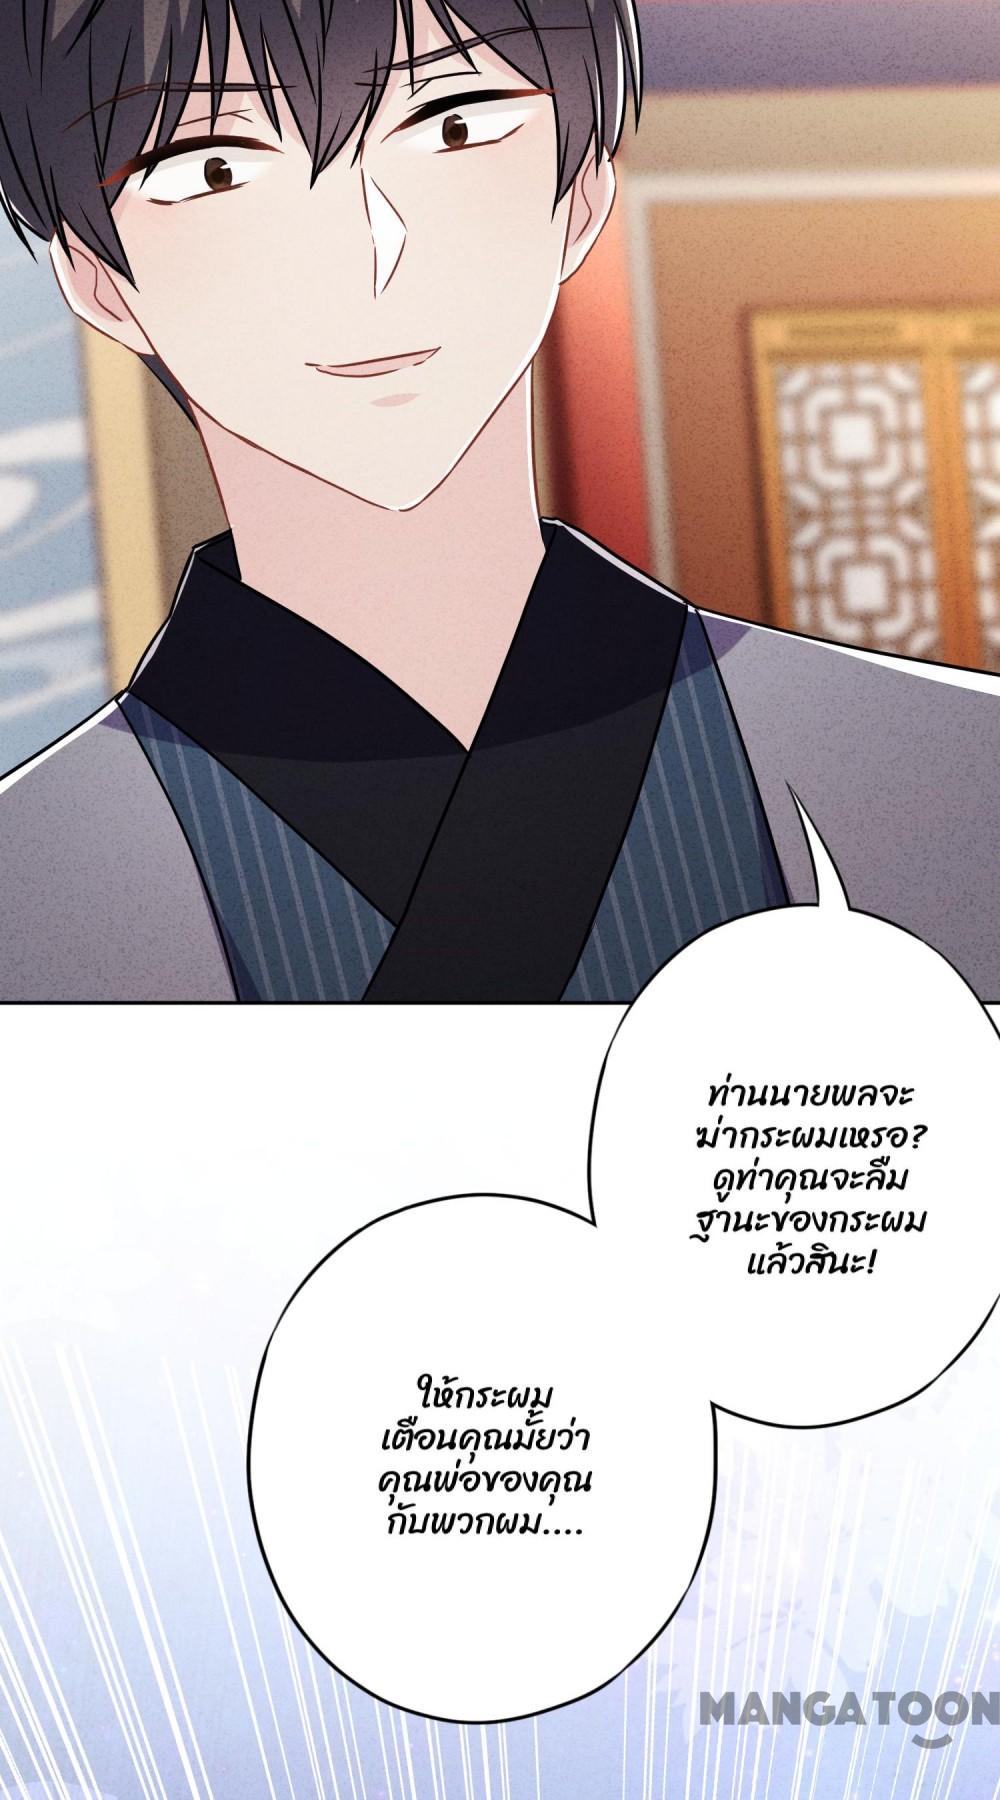 ท่านนายพลจะ
ฆ่ากระผมเหรอ?
ดูท่าคุณจะลืม
ฐานะของกระผม
แล้วสินะ!
ให้กระผม
เตือนคุณมั้ยว่า
คุณพ่อของคุณ
กับพวกผม....
MANGATOON